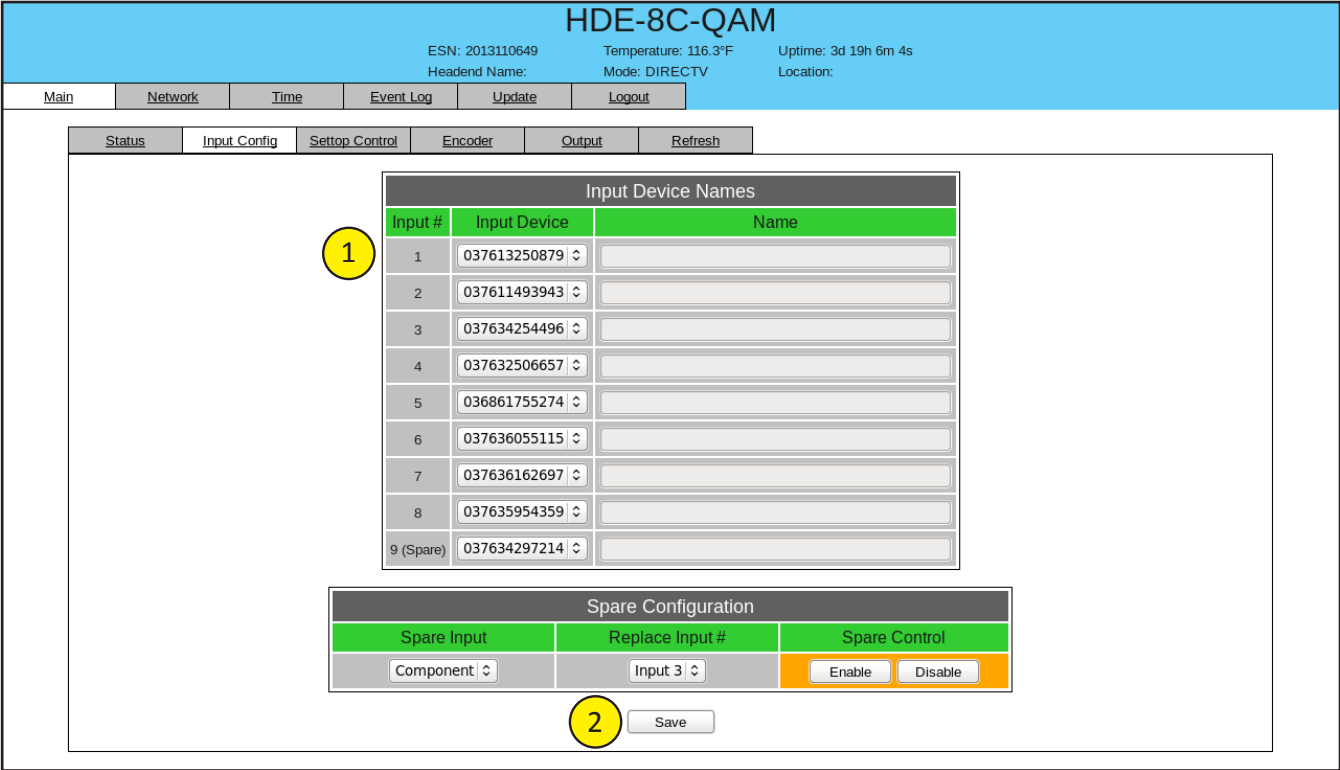 HDE-8C-QAM
ESN: 2013110649 Temperature: 116.3°F Uptime: 3d 19h 6m 4s
Headend Name: Mode: DIRECTV Location:
Main Network Time Event Log Update Logout
Status Input Config Settop Control Encoder Output Refresh
Input Device Names
Input # Input Device Name
1
1 037613250879
2 037611493943
3 037634254496
4 037632506657
5 036861755274
6 037636055115
7 037636162697
8 037635954359
9 (Spare) 037634297214
Spare Configuration
Spare Input Replace Input # Spare Control
Component Input 3 Enable Disable
2 Save